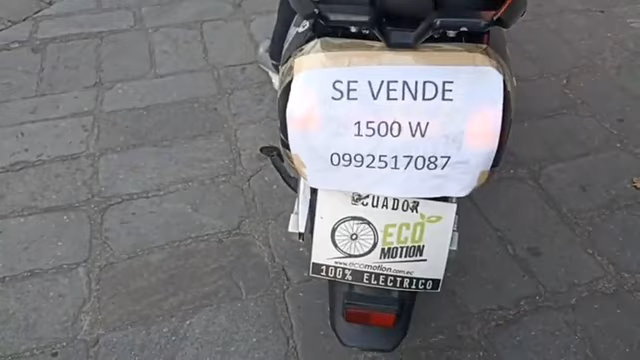 SE VENDE
1500 W
0992517087
ECUADOR
ECO
MOTION
www.ecomotion.com.ec
100% ELECTRICO